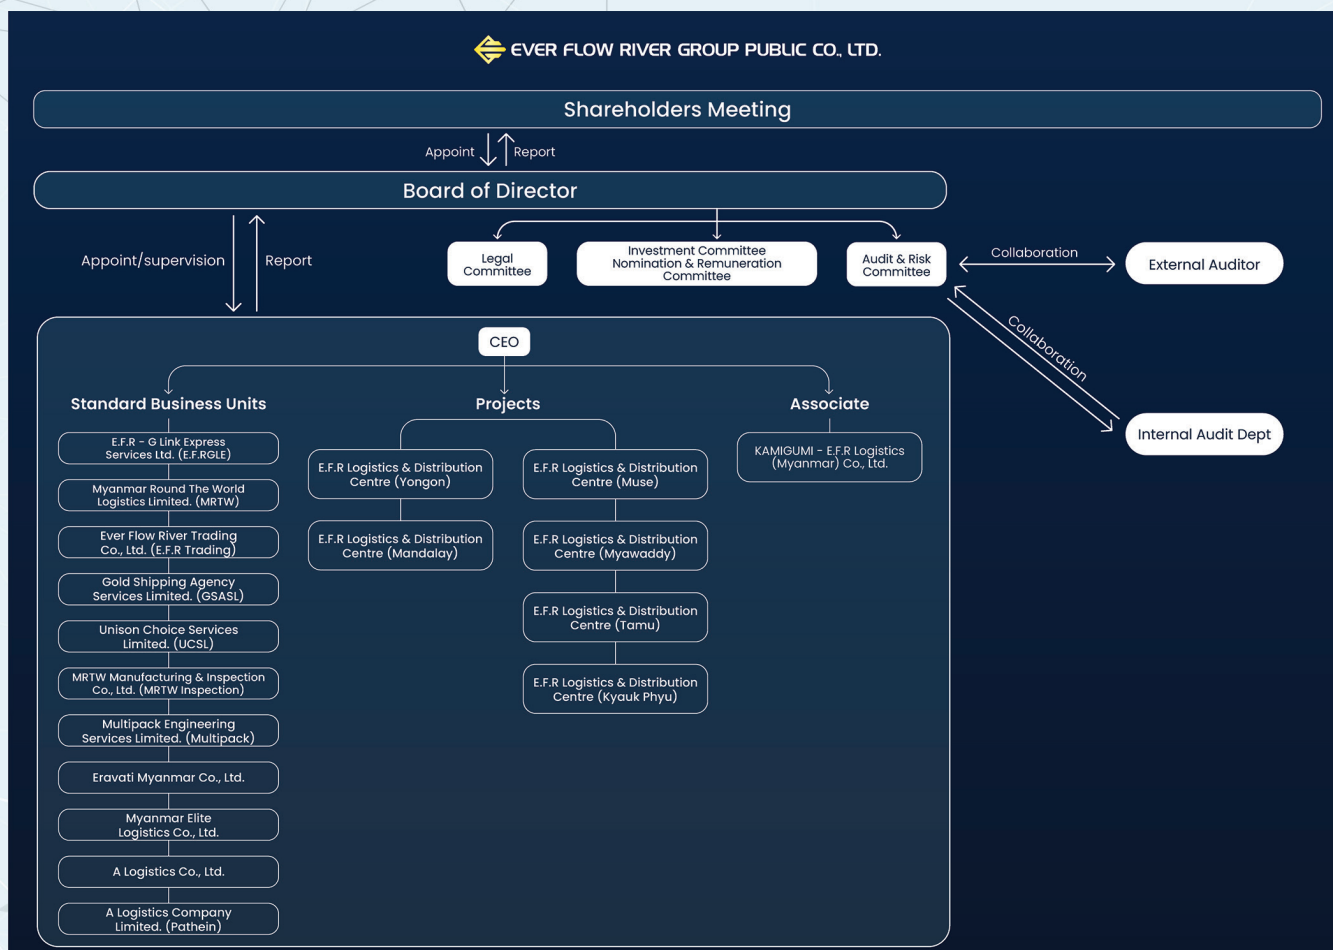 EVER FLOW RIVER GROUP PUBLIC CO., LTD.
Shareholders Meeting
Appoint
Report
Board of Director
Appoint/supervision
Report
Legal
Committee
Investment Committee
Nomination & Remuneration
Committee
Audit & Risk
Committee
Collaboration
External Auditor
Collaboration
Internal Audit Dept
CEO
Standard Business Units
E.F.R - G Link Express
Services Ltd. (E.F.RGLE)
Myanmar Round The World
Logistics Limited. (MRTW)
Ever Flow River Trading
Co., Ltd. (E.F.R Trading)
Gold Shipping Agency
Services Limited. (GSASL)
Unison Choice Services
Limited. (UCSL)
MRTW Manufacturing & Inspection
Co., Ltd. (MRTW Inspection)
Multipack Engineering
Services Limited. (Multipack)
Eravati Myanmar Co., Ltd.
Myanmar Elite
Logistics Co., Ltd.
A Logistics Co., Ltd.
A Logistics Company
Limited. (Pathein)
Projects
E.F.R Logistics & Distribution
Centre (Yongon)
E.F.R Logistics & Distribution
Centre (Mandalay)
E.F.R Logistics & Distribution
Centre (Muse)
E.F.R Logistics & Distribution
Centre (Myawaddy)
E.F.R Logistics & Distribution
Centre (Tamu)
E.F.R Logistics & Distribution
Centre (Kyauk Phyu)
Associate
KAMIGUMI - E.F.R Logistics
(Myanmar) Co., Ltd.